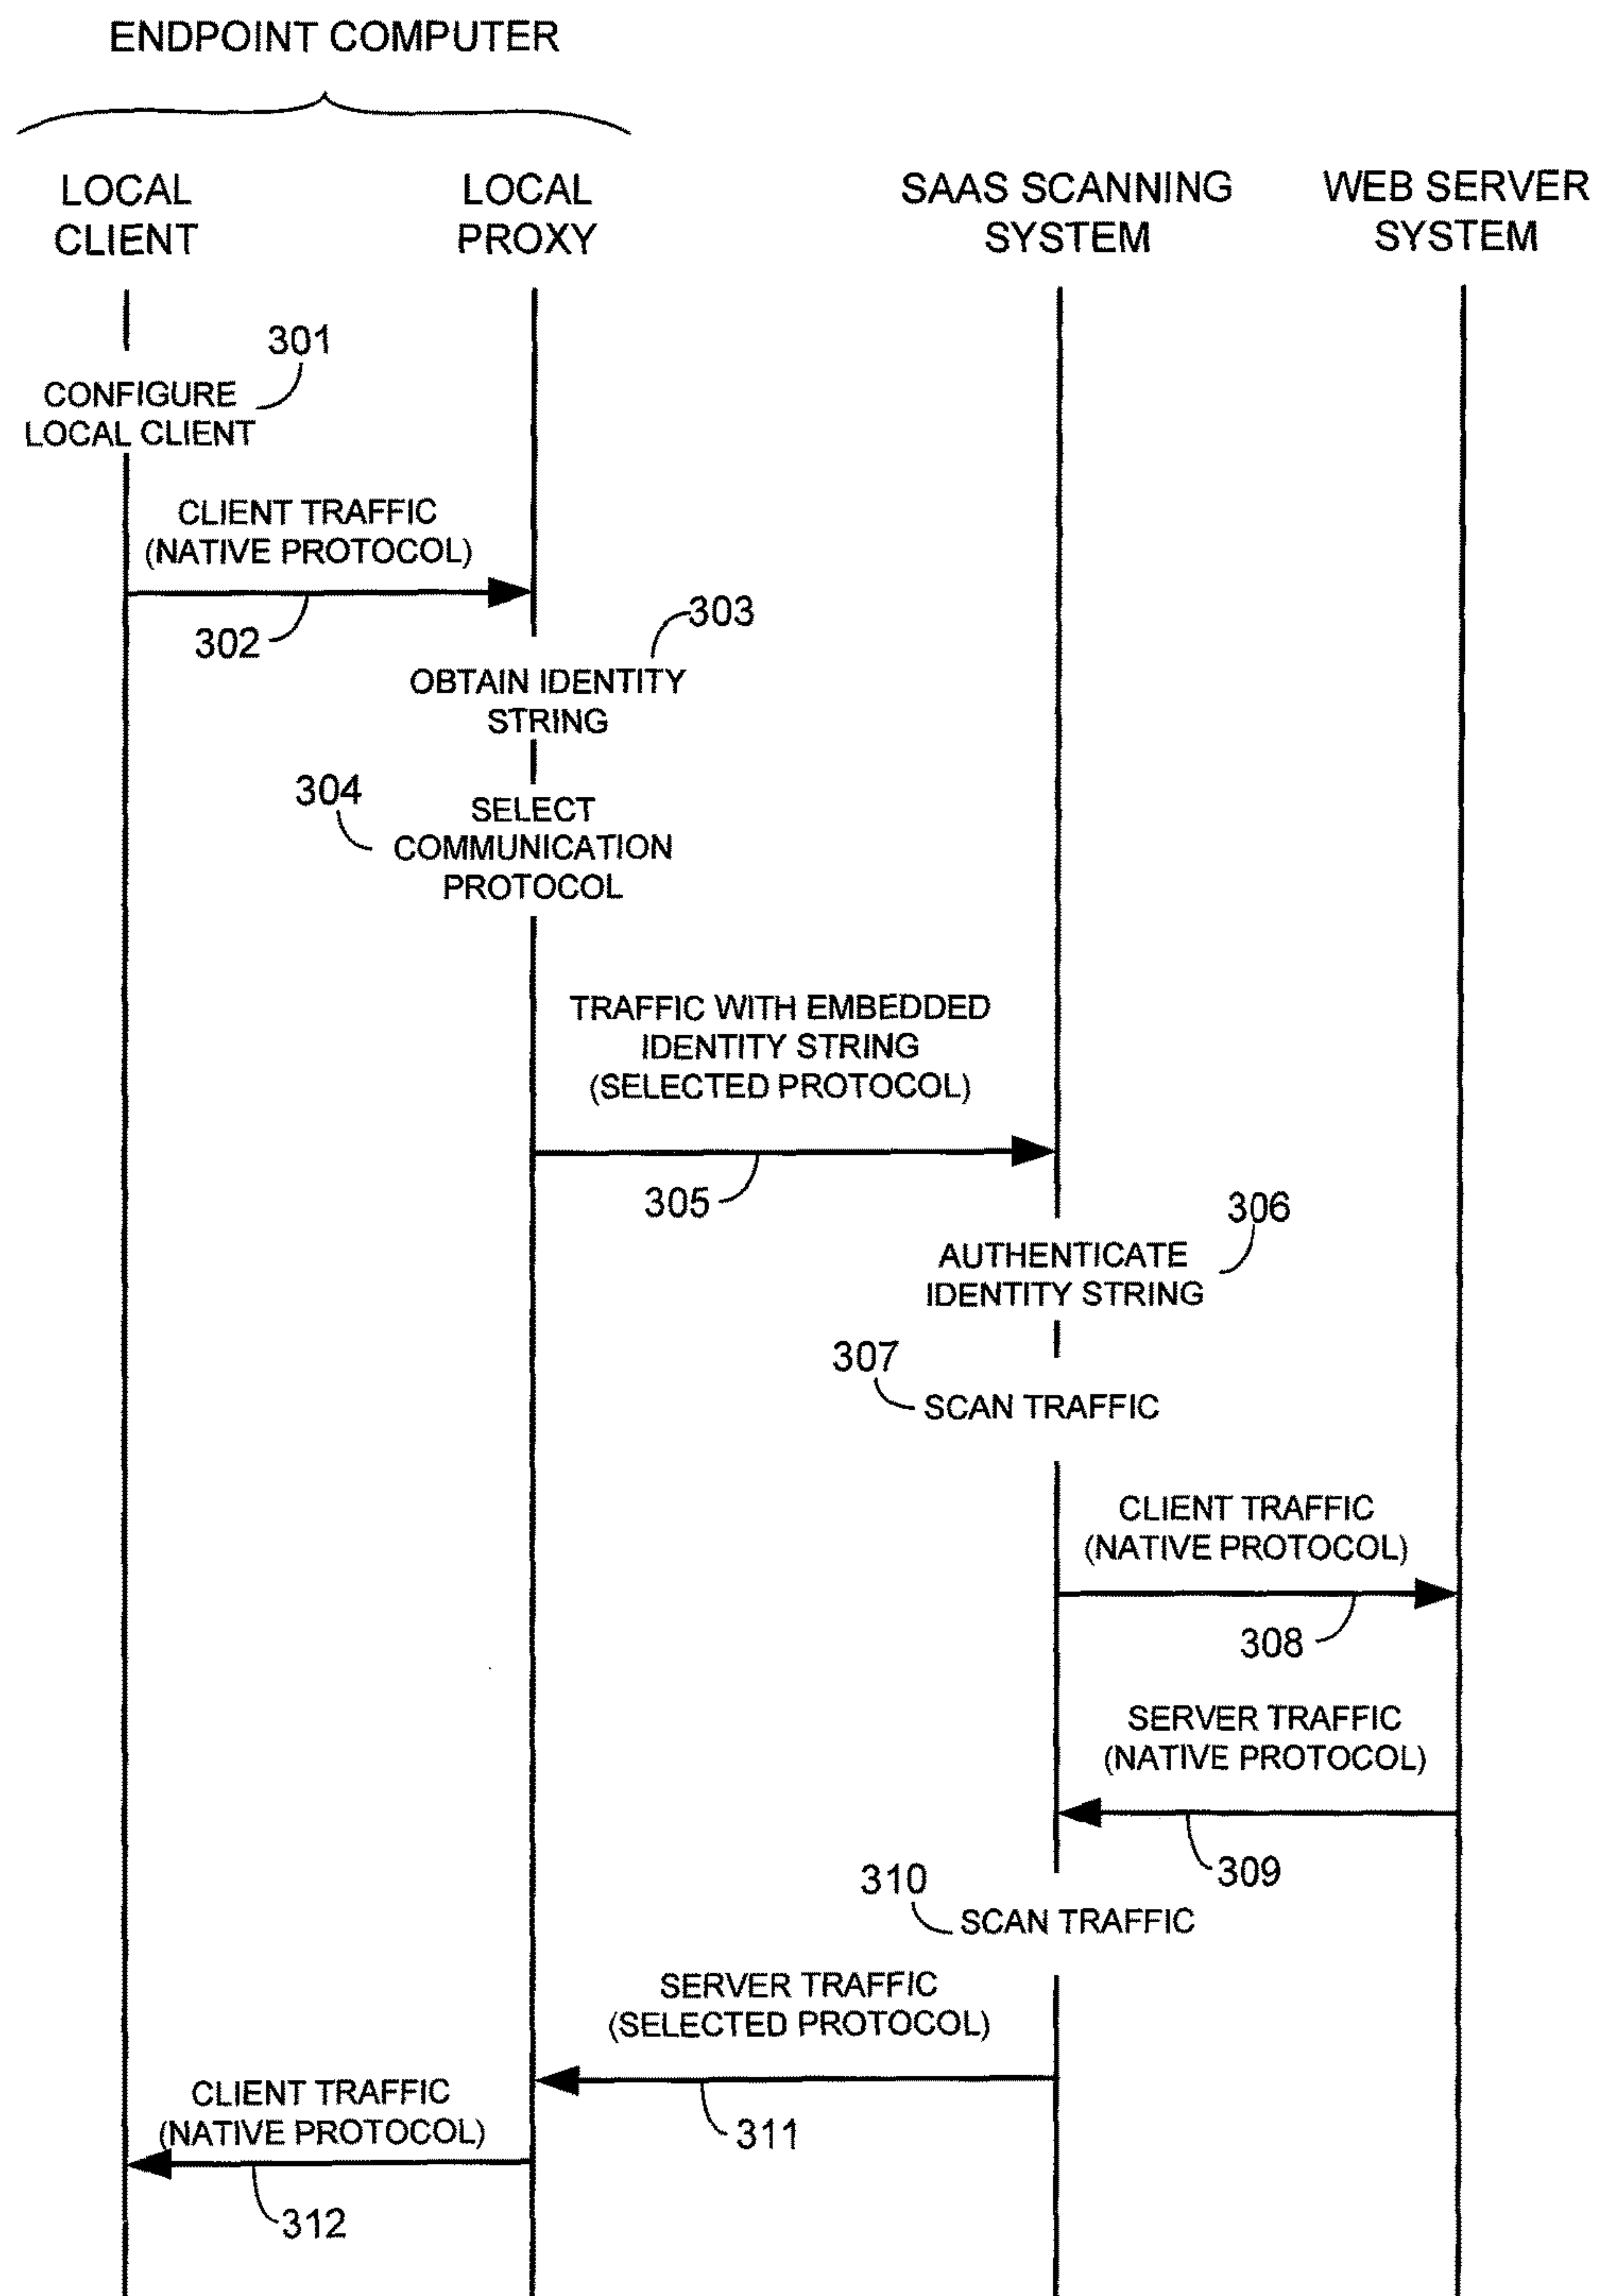 ENDPOINT COMPUTER
LOCAL
CLIENT
LOCAL
PROXY
SAAS SCANNING
SYSTEM
WEB SERVER
SYSTEM
301
CONFIGURE
LOCAL CLIENT
CLIENT TRAFFIC
(NATIVE PROTOCOL)
302
303
OBTAIN IDENTITY
STRING
304
SELECT
COMMUNICATION
PROTOCOL
TRAFFIC WITH EMBEDDED
IDENTITY STRING
(SELECTED PROTOCOL)
305
306
AUTHENTICATE
IDENTITY STRING
307
SCAN TRAFFIC
CLIENT TRAFFIC
(NATIVE PROTOCOL)
308
SERVER TRAFFIC
(NATIVE PROTOCOL)
309
310
SCAN TRAFFIC
SERVER TRAFFIC
(SELECTED PROTOCOL)
311
CLIENT TRAFFIC
(NATIVE PROTOCOL)
312